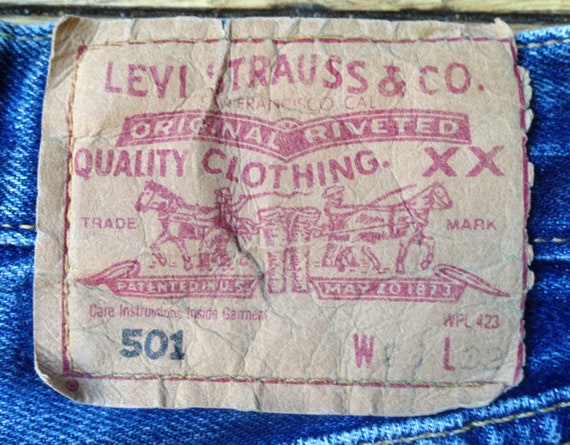 LEVI STRAUSS & CO.
SAN FRANCISCO, CAL
ORIGINAL RIVETED
QUALITY CLOTHING. XX
TRADE MARK
PATENTED IN U.S. MAY 20 1873
Care Instructions Inside Garment WPL 423
501 W L
®